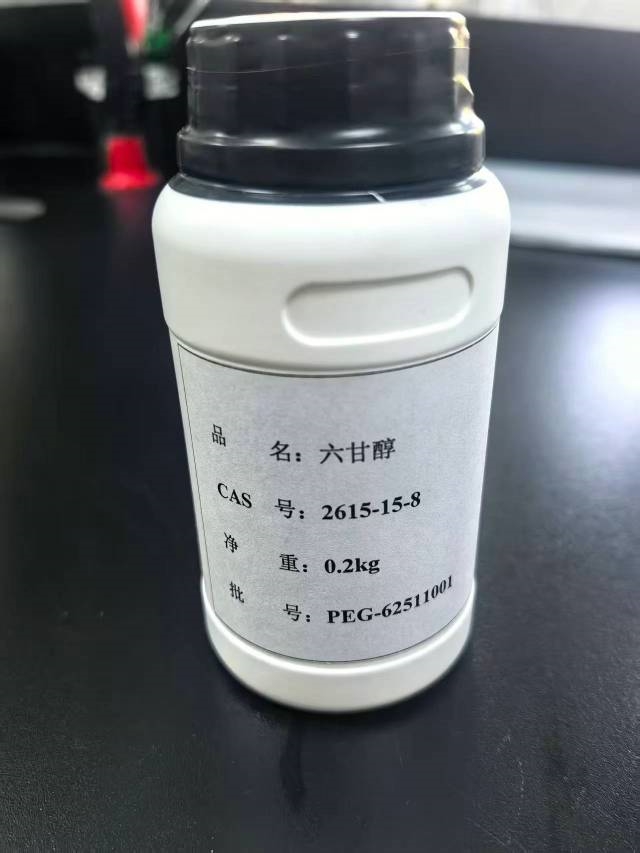 品 名：六甘醇
CAS 号：2615-15-8
净 重：0.2kg
批 号：PEG-62511001